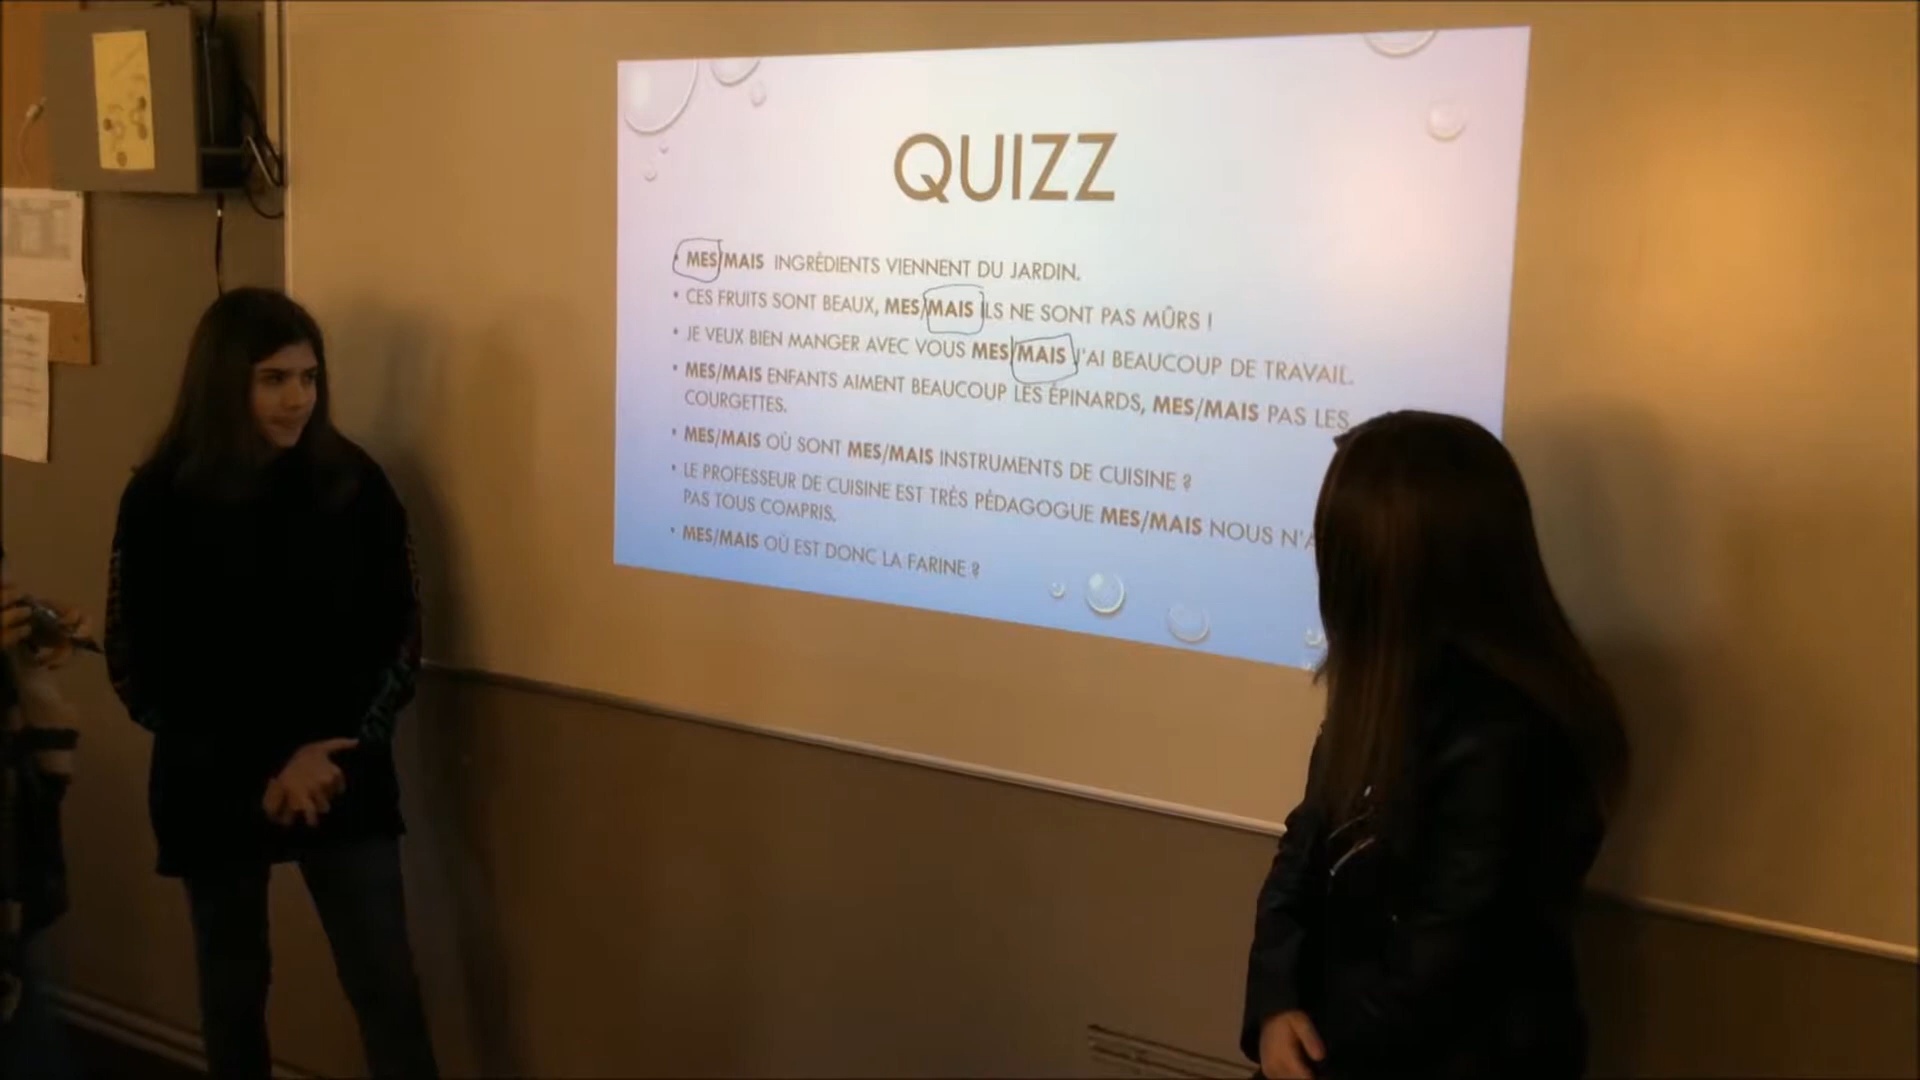 QUIZZ
• MES/MAIS INGRÉDIENTS VIENNENT DU JARDIN.
• CES FRUITS SONT BEAUX, MES/MAIS ILS NE SONT PAS MÛRS !
• JE VEUX BIEN MANGER AVEC VOUS MES/MAIS J'AI BEAUCOUP DE TRAVAIL.
• MES/MAIS ENFANTS AIMENT BEAUCOUP LES ÉPINARDS, MES/MAIS PAS LES
COURGETTES.
• MES/MAIS OÙ SONT MES/MAIS INSTRUMENTS DE CUISINE ?
• LE PROFESSEUR DE CUISINE EST TRÈS PÉDAGOGUE MES/MAIS NOUS
PAS TOUS COMPRIS.
• MES/MAIS OÙ EST DONC LA FARINE ?